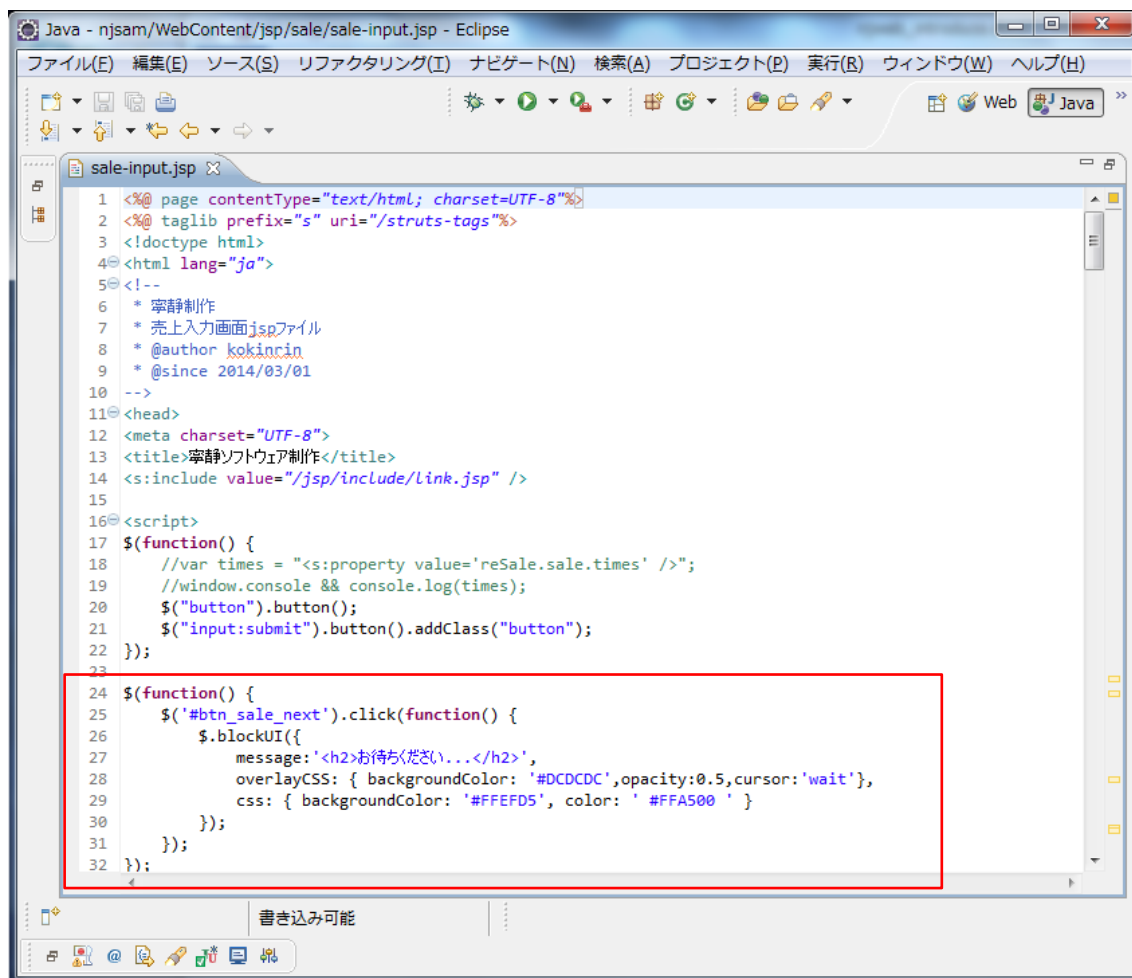 Java - njsam/WebContent/jsp/sale/sale-input.jsp - Eclipse
ファイル(F) 編集(E) ソース(S) リファクタリング(T) ナビゲート(N) 検索(A) プロジェクト(P) 実行(R) ウィンドウ(W) ヘルプ(H)
Web Java »
sale-input.jsp
1 <%@ page contentType="text/html; charset=UTF-8"%>
2 <%@ taglib prefix="s" uri="/struts-tags"%>
3 <!doctype html>
4 <html lang="ja">
5 <!--
6  * 寧静制作
7  * 売上入力画面jspファイル
8  * @author kokinrin
9  * @since 2014/03/01
10 -->
11 <head>
12 <meta charset="UTF-8">
13 <title>寧静ソフトウェア制作</title>
14 <s:include value="/jsp/include/link.jsp" />
15
16 <script>
17 $(function() {
18     //var times = "<s:property value='reSale.sale.times' />";
19     //window.console && console.log(times);
20     $("button").button();
21     $("input:submit").button().addClass("button");
22 });
23
24 $(function() {
25     $('#btn_sale_next').click(function() {
26         $.blockUI({
27             message:'<h2>お待ちください...</h2>',
28             overlayCSS: { backgroundColor: '#DCDCDC',opacity:0.5,cursor:'wait'},
29             css: { backgroundColor: '#FFEFD5', color: ' #FFA500 ' }
30         });
31     });
32 });
書き込み可能